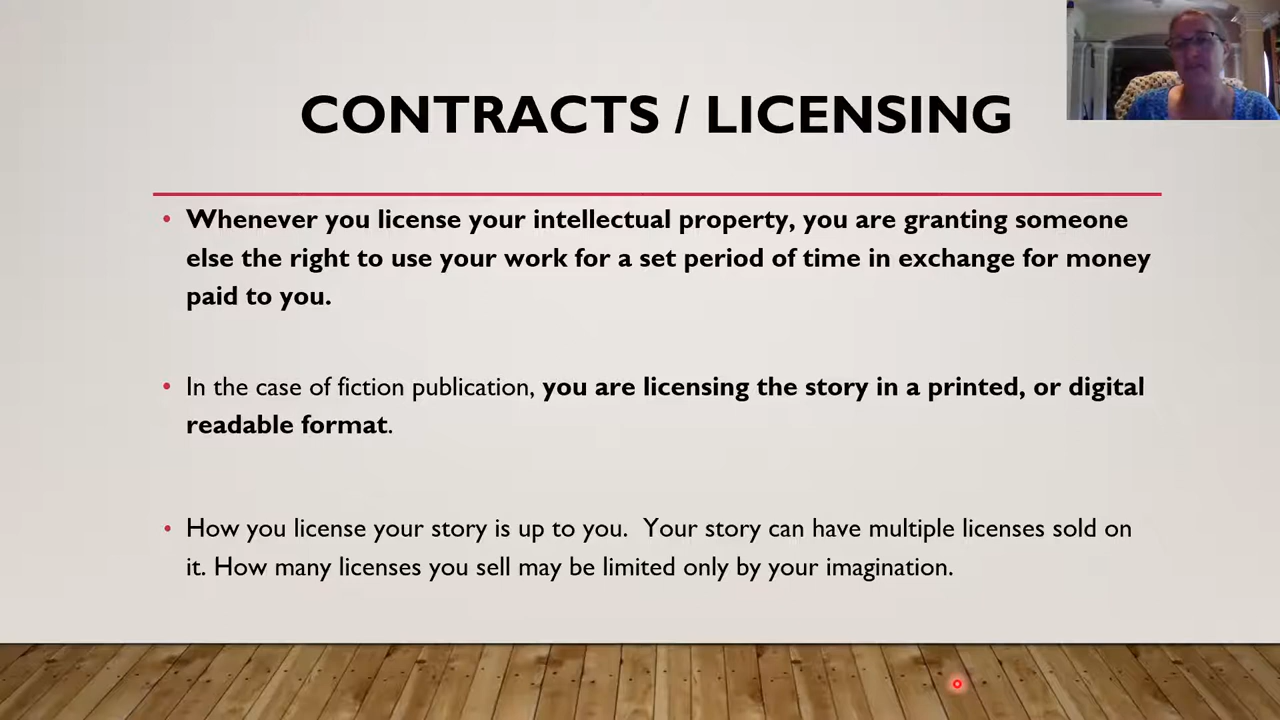 CONTRACTS / LICENSING
• Whenever you license your intellectual property, you are granting someone
else the right to use your work for a set period of time in exchange for money
paid to you.
• In the case of fiction publication, you are licensing the story in a printed, or digital
readable format.
• How you license your story is up to you.  Your story can have multiple licenses sold on
it. How many licenses you sell may be limited only by your imagination.